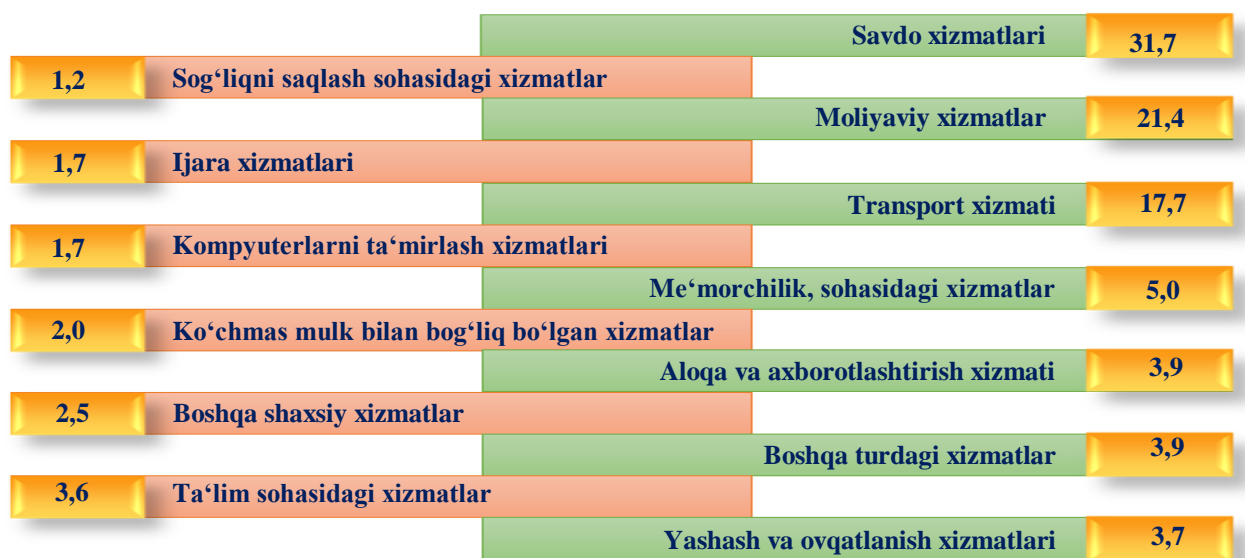 Savdo xizmatlari 31,7
1,2 Sog‘liqni saqlash sohasidagi xizmatlar
Moliyaviy xizmatlar 21,4
1,7 Ijara xizmatlari
Transport xizmati 17,7
1,7 Kompyuterlarni ta‘mirlash xizmatlari
Me‘morchilik, sohasidagi xizmatlar 5,0
2,0 Ko‘chmas mulk bilan bog‘liq bo‘lgan xizmatlar
Aloqa va axborotlashtirish xizmati 3,9
2,5 Boshqa shaxsiy xizmatlar
Boshqa turdagi xizmatlar 3,9
3,6 Ta‘lim sohasidagi xizmatlar
Yashash va ovqatlanish xizmatlari 3,7